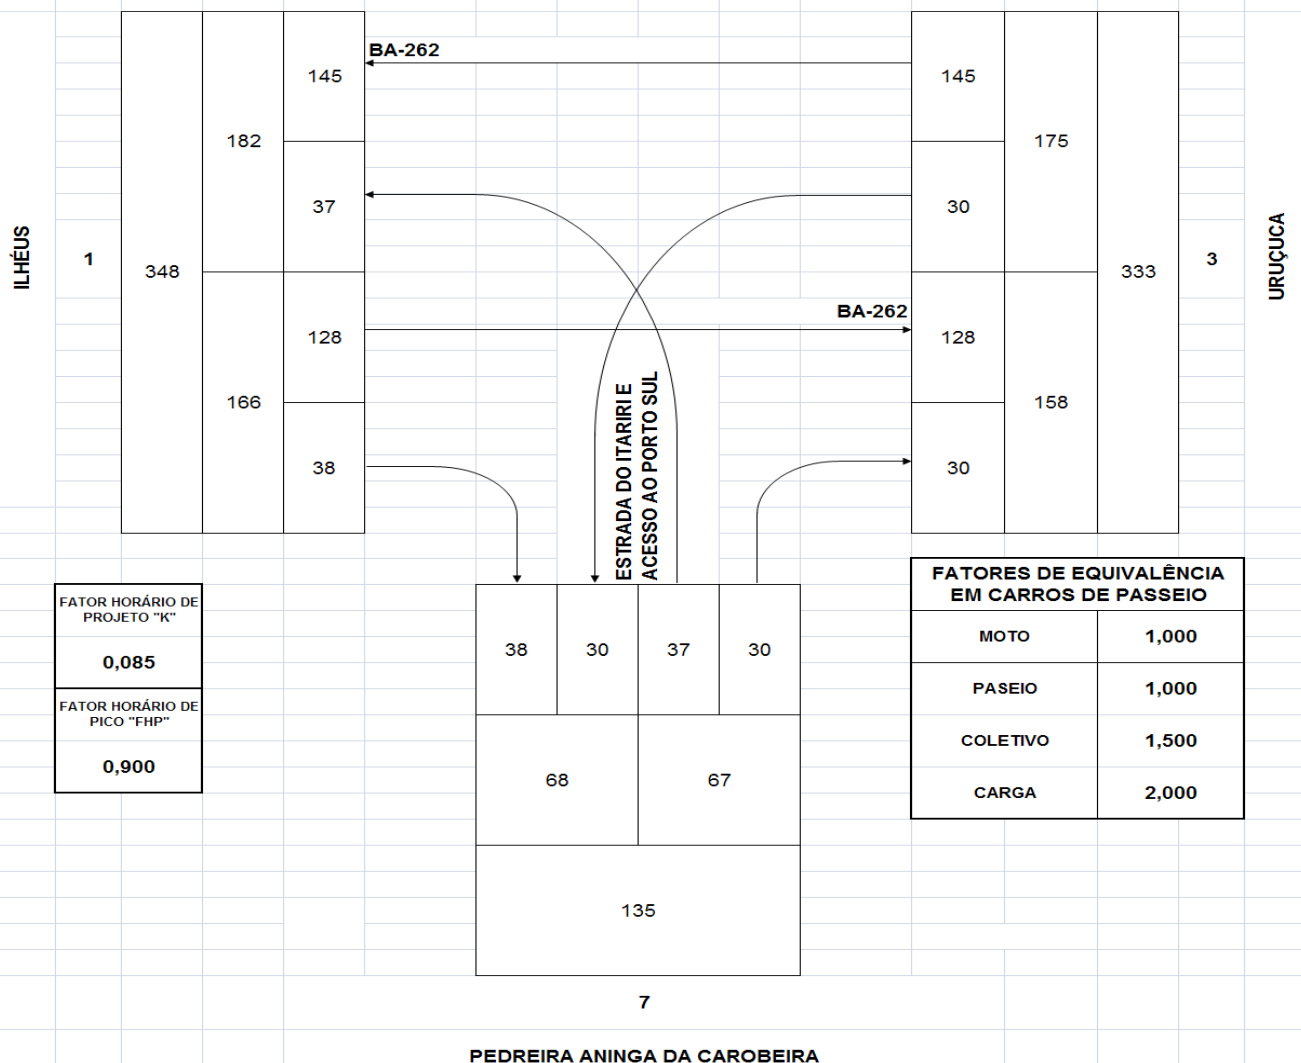 BA-262
145
182
37
348
128
166
38
ILHÉUS
1
145
175
30
333
BA-262
128
158
30
3
URUÇUCA
ESTRADA DO ITARIRI E
ACESSO AO PORTO SUL
FATOR HORÁRIO DE
PROJETO "K"
0,085
FATOR HORÁRIO DE
PICO "FHP"
0,900
38 30 37 30
68 67
135
FATORES DE EQUIVALÊNCIA
EM CARROS DE PASSEIO
MOTO 1,000
PASEIO 1,000
COLETIVO 1,500
CARGA 2,000
7
PEDREIRA ANINGA DA CAROBEIRA